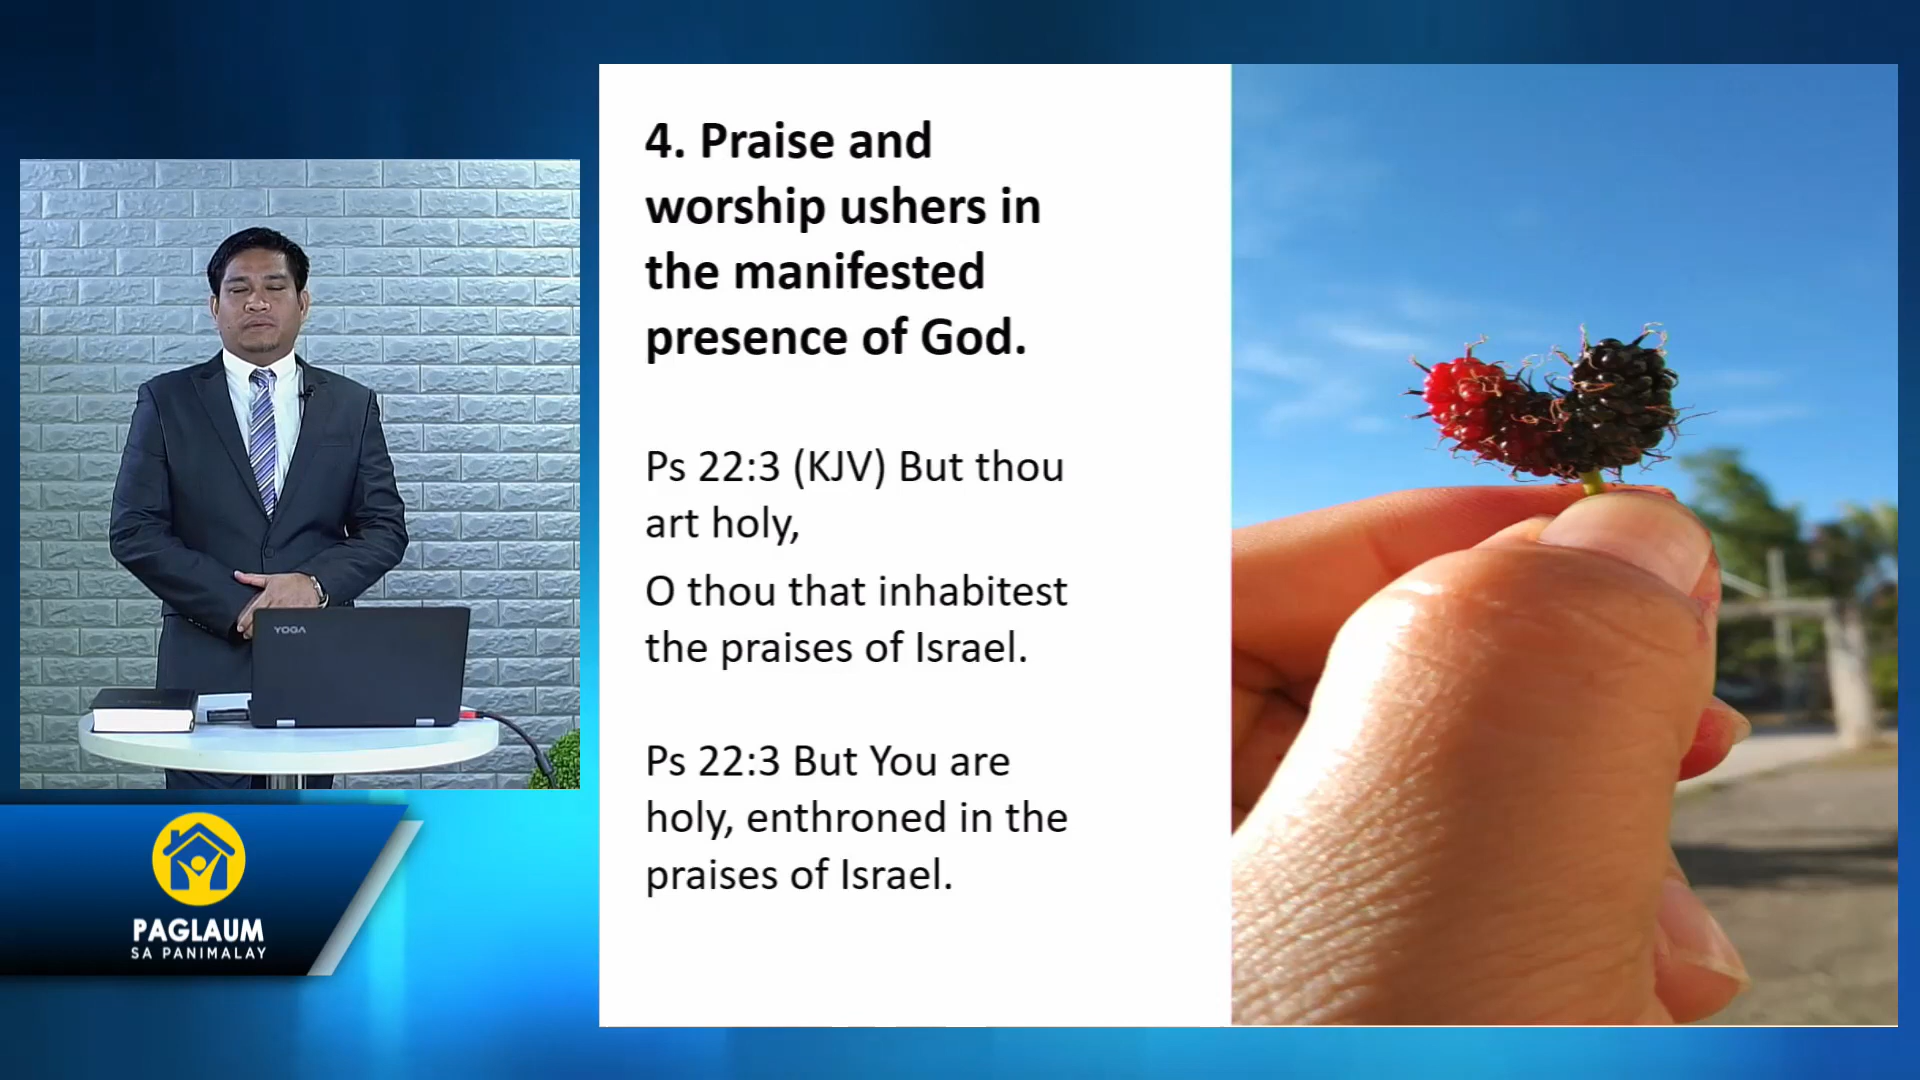 4. Praise and
worship ushers in
the manifested
presence of God.
Ps 22:3 (KJV) But thou
art holy,
O thou that inhabitest
the praises of Israel.
Ps 22:3 But You are
holy, enthroned in the
praises of Israel.
YOGA
PAGLAUM
SA PANIMALAY